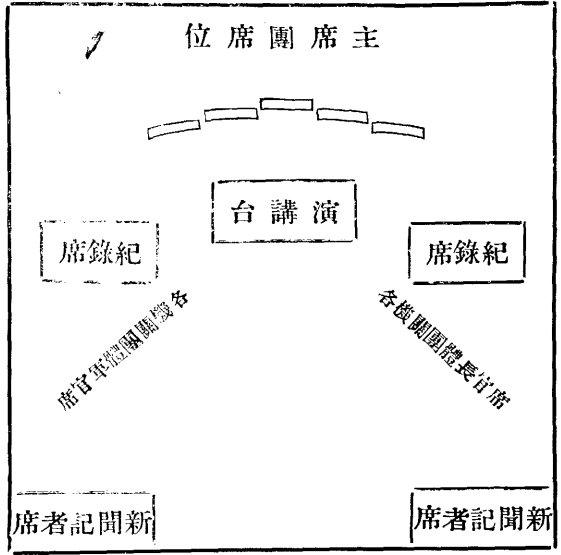 主席團席位
演講台
紀錄席
紀錄席
各機關團體長官席
各機關團體軍官席
新聞記者席
新聞記者席